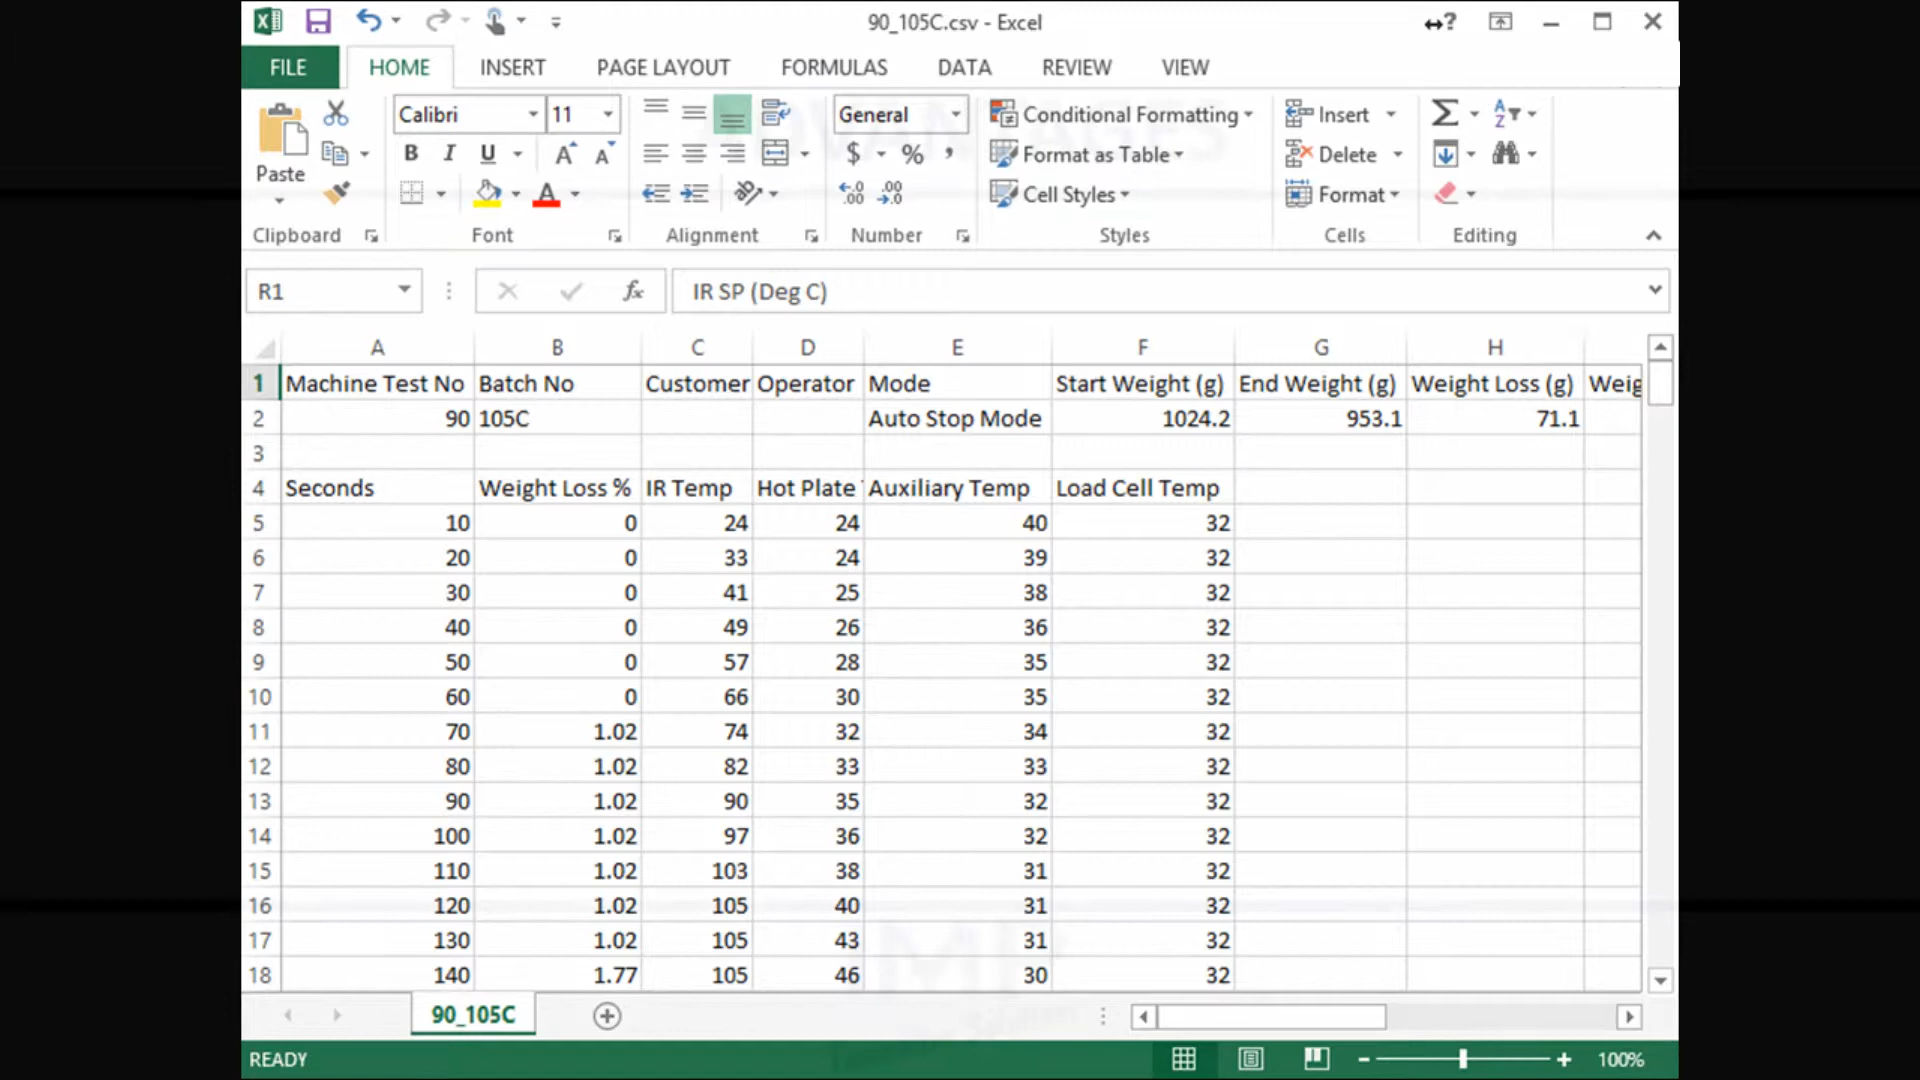 90_105C.csv - Excel
FILE HOME INSERT PAGE LAYOUT FORMULAS DATA REVIEW VIEW
Calibri 11 General Conditional Formatting Insert
Paste B I U A A $ % , Format as Table Delete
Cell Styles Format
Clipboard Font Alignment Number Styles Cells Editing
R1 fx IR SP (Deg C)
A B C D E F G H
1 Machine Test No Batch No Customer Operator Mode Start Weight (g) End Weight (g) Weight Loss (g) Weig
2 90 105C Auto Stop Mode 1024.2 953.1 71.1
3
4 Seconds Weight Loss % IR Temp Hot Plate Auxiliary Temp Load Cell Temp
5 10 0 24 24 40 32
6 20 0 33 24 39 32
7 30 0 41 25 38 32
8 40 0 49 26 36 32
9 50 0 57 28 35 32
10 60 0 66 30 35 32
11 70 1.02 74 32 34 32
12 80 1.02 82 33 33 32
13 90 1.02 90 35 32 32
14 100 1.02 97 36 32 32
15 110 1.02 103 38 31 32
16 120 1.02 105 40 31 32
17 130 1.02 105 43 31 32
18 140 1.77 105 46 30 32
90_105C
READY 100%